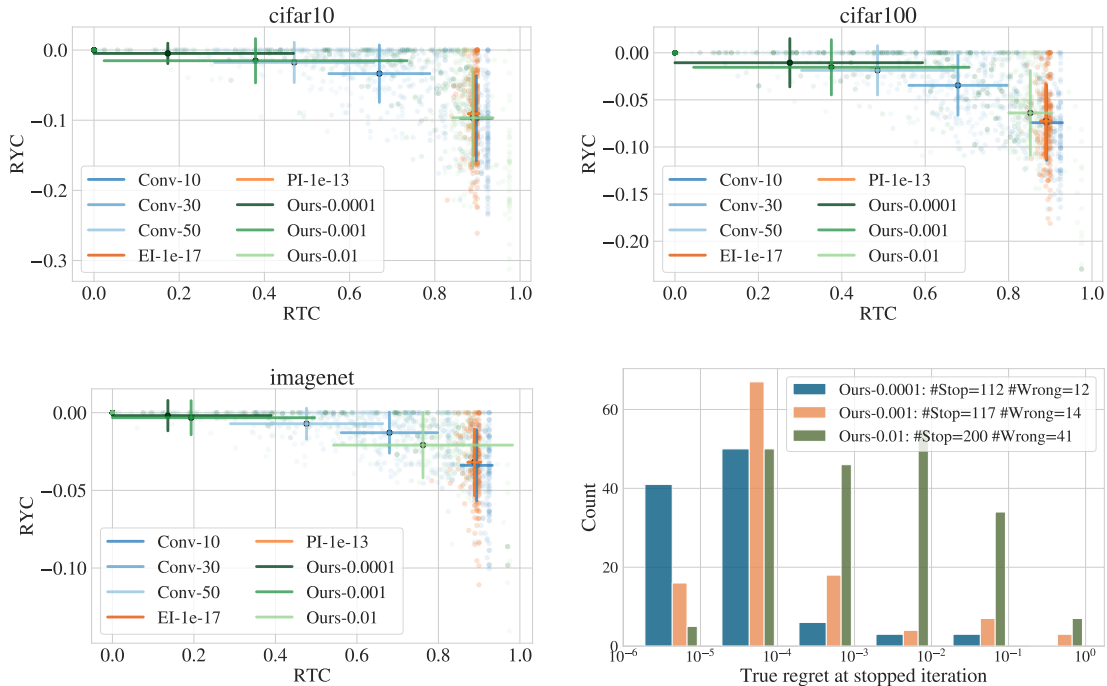 cifar10
RYC
0.0
−0.1
−0.2
−0.3
Conv-10
Conv-30
Conv-50
EI-1e-17
PI-1e-13
Ours-0.0001
Ours-0.001
Ours-0.01
0.0 0.2 0.4 0.6 0.8 1.0
RTC
cifar100
RYC
0.00
−0.05
−0.10
−0.15
−0.20
Conv-10
Conv-30
Conv-50
EI-1e-17
PI-1e-13
Ours-0.0001
Ours-0.001
Ours-0.01
0.0 0.2 0.4 0.6 0.8 1.0
RTC
imagenet
RYC
0.00
−0.05
−0.10
Conv-10
Conv-30
Conv-50
EI-1e-17
PI-1e-13
Ours-0.0001
Ours-0.001
Ours-0.01
0.0 0.2 0.4 0.6 0.8 1.0
RTC
Count
60
40
20
0
Ours-0.0001: #Stop=112 #Wrong=12
Ours-0.001: #Stop=117 #Wrong=14
Ours-0.01: #Stop=200 #Wrong=41
10⁻⁶ 10⁻⁵ 10⁻⁴ 10⁻³ 10⁻² 10⁻¹ 10⁰
True regret at stopped iteration